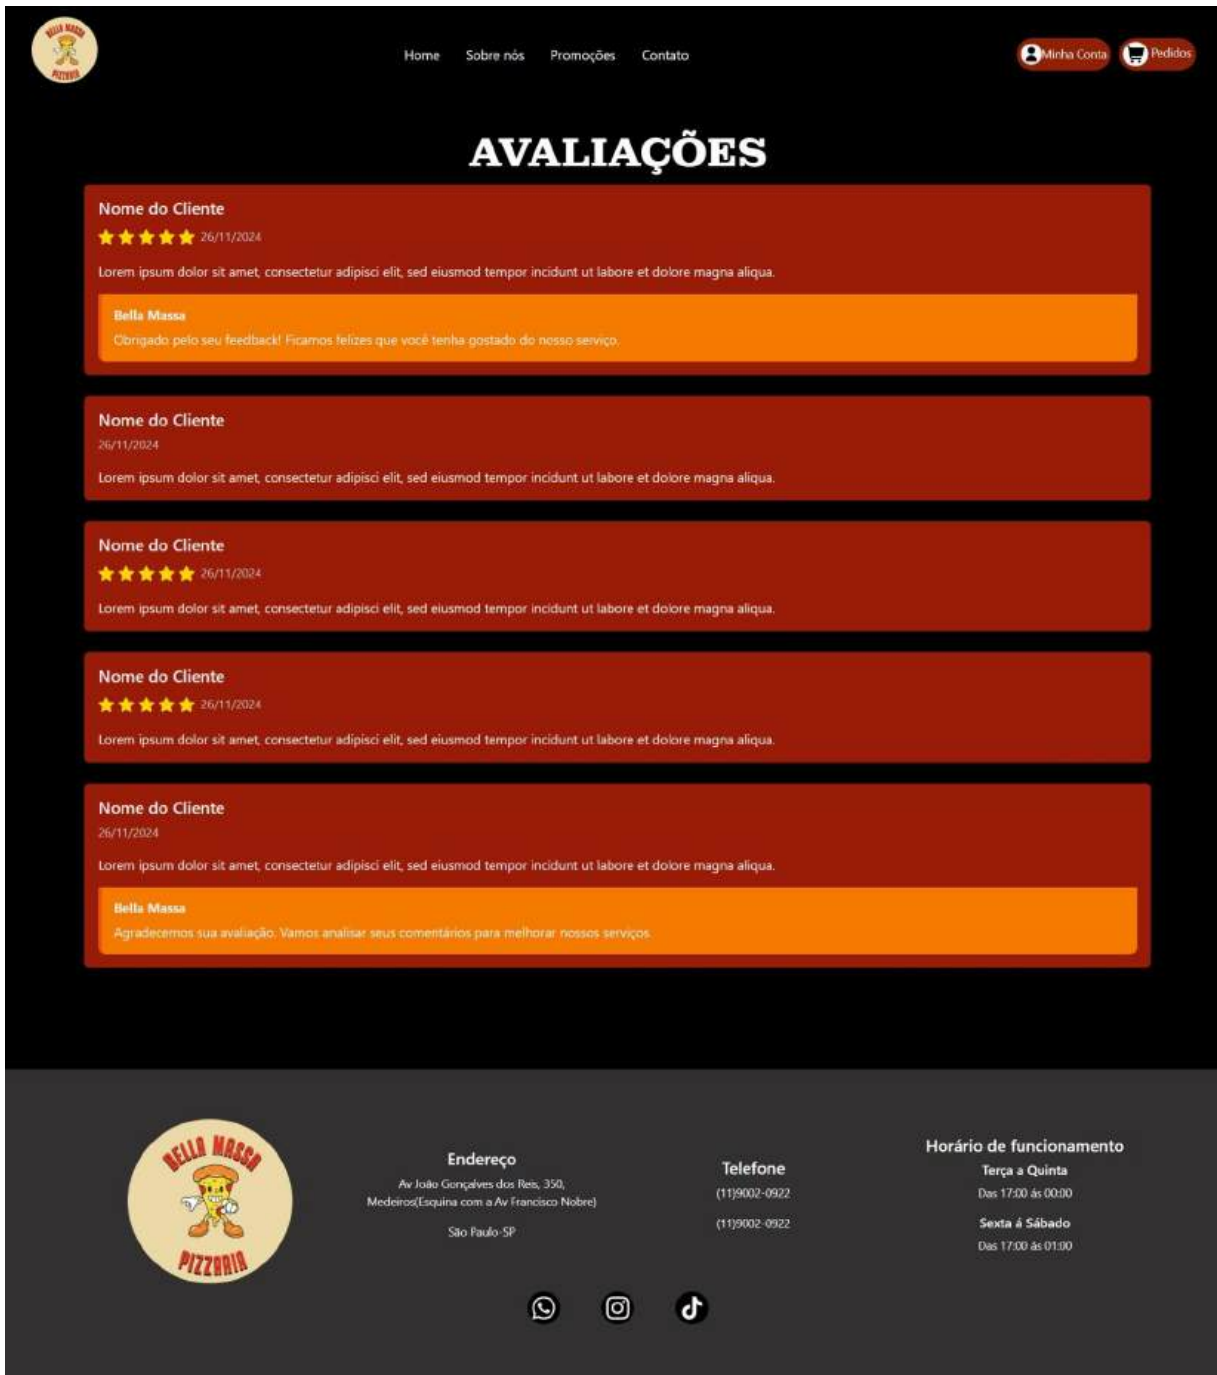 BELLA MASSA
PIZZARIA
Home Sobre nós Promoções Contato
Minha Conta Pedidos
AVALIAÇÕES
Nome do Cliente
26/11/2024
Lorem ipsum dolor sit amet, consectetur adipisci elit, sed eiusmod tempor incidunt ut labore et dolore magna aliqua.
Bella Massa
Obrigado pelo seu feedback! Ficamos felizes que você tenha gostado do nosso serviço.
Nome do Cliente
26/11/2024
Lorem ipsum dolor sit amet, consectetur adipisci elit, sed eiusmod tempor incidunt ut labore et dolore magna aliqua.
Nome do Cliente
26/11/2024
Lorem ipsum dolor sit amet, consectetur adipisci elit, sed eiusmod tempor incidunt ut labore et dolore magna aliqua.
Nome do Cliente
26/11/2024
Lorem ipsum dolor sit amet, consectetur adipisci elit, sed eiusmod tempor incidunt ut labore et dolore magna aliqua.
Nome do Cliente
26/11/2024
Lorem ipsum dolor sit amet, consectetur adipisci elit, sed eiusmod tempor incidunt ut labore et dolore magna aliqua.
Bella Massa
Agradecemos sua avaliação. Vamos analisar seus comentários para melhorar nossos serviços.
BELLA MASSA
PIZZARIA
Endereço
Av João Gonçalves dos Reis, 350,
Medeiros(Esquina com a Av Francisco Nobre)
São Paulo-SP
Telefone
(11)9002-0922
(11)9002-0922
Horário de funcionamento
Terça a Quinta
Das 17:00 ás 00:00
Sexta á Sábado
Das 17:00 ás 01:00